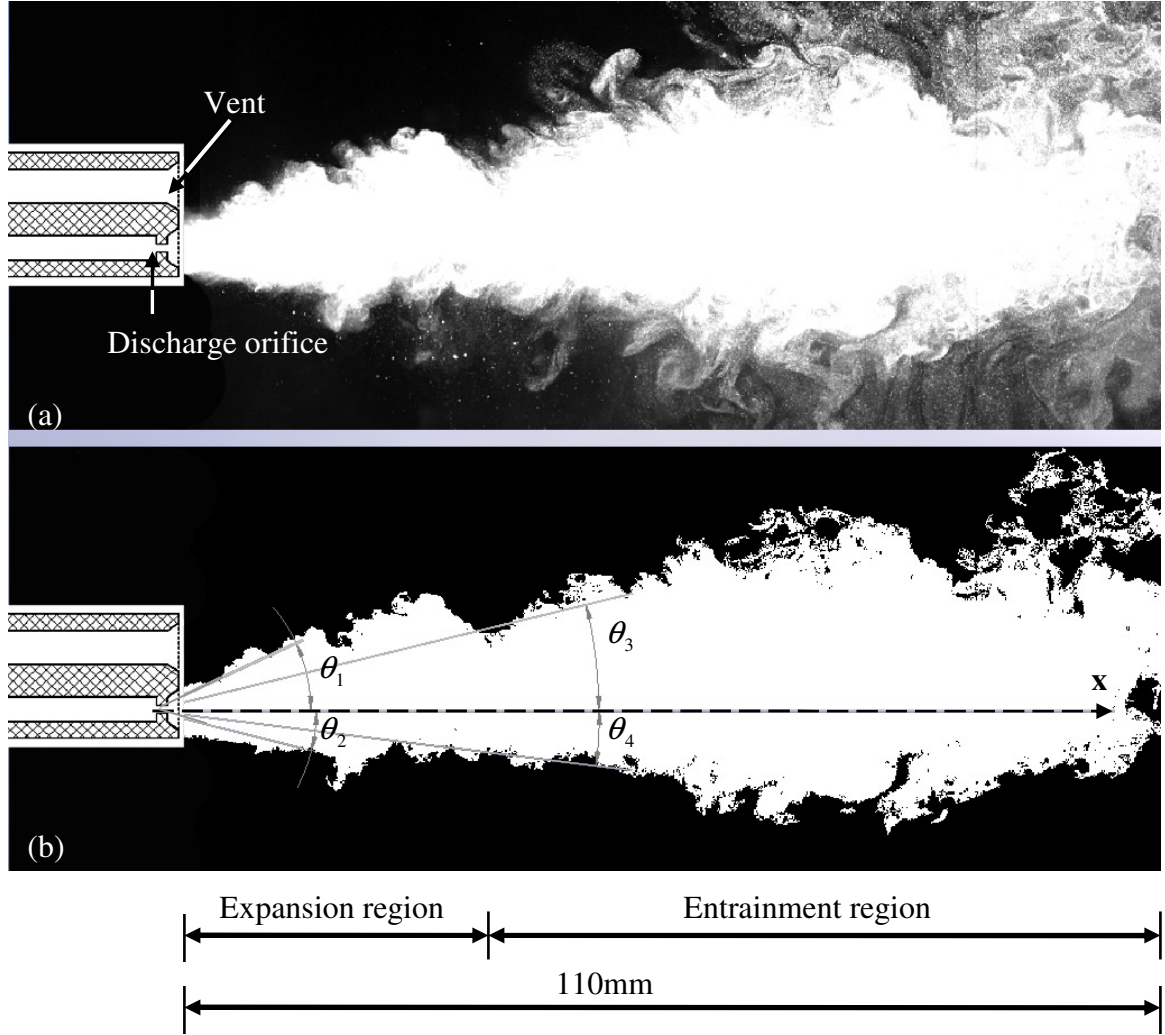 Vent
Discharge orifice
(a)
θ1
θ2
θ3
θ4
x
(b)
Expansion region
Entrainment region
110mm